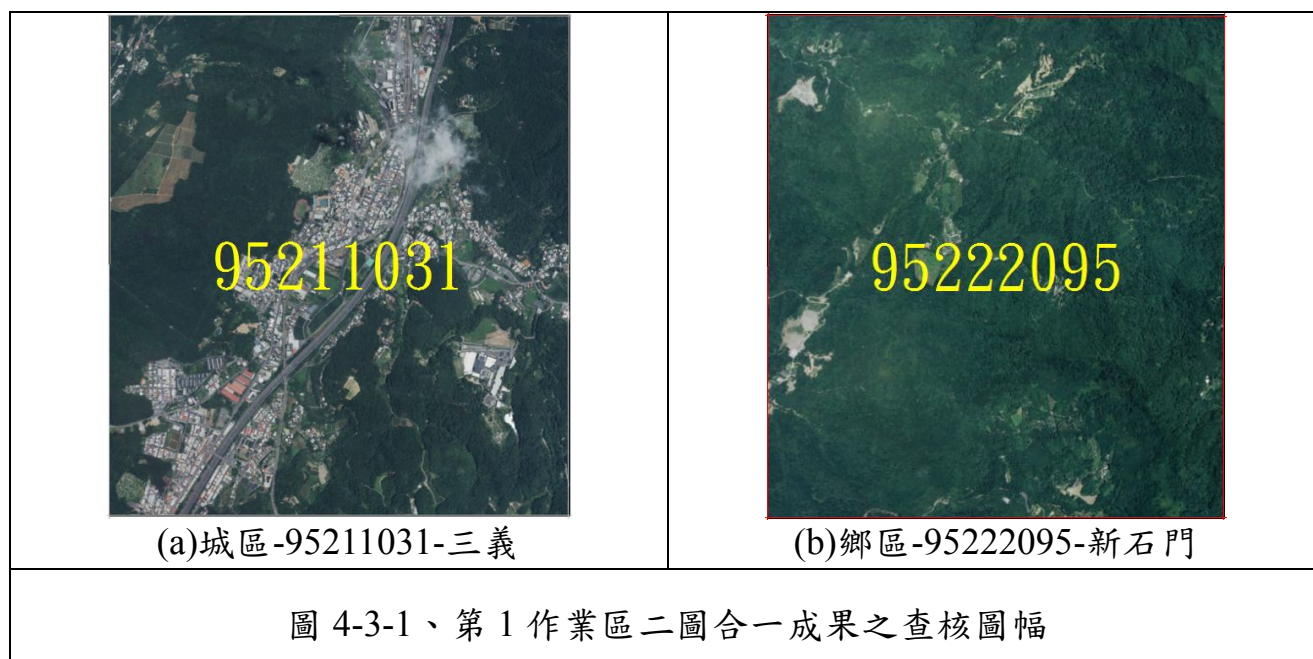 95211031
95222095
(a)城區-95211031-三義
(b)鄉區-95222095-新石門
圖 4-3-1、第 1 作業區二圖合一成果之查核圖幅